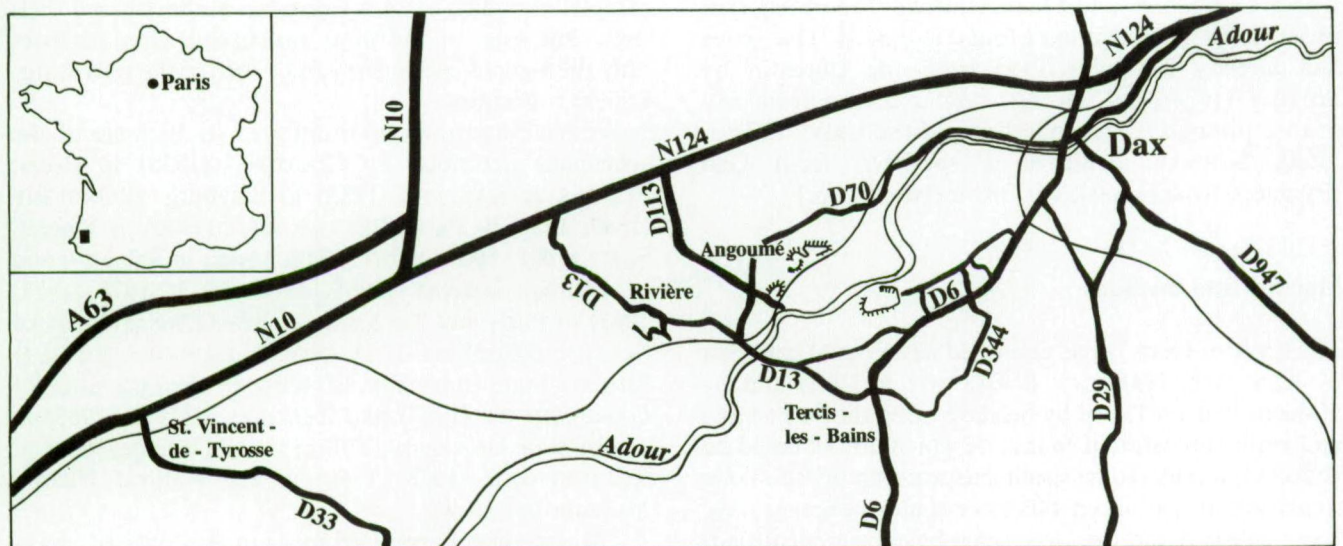 Paris
N10
N124
Adour
N124
Dax
D113
D70
Angoumé
D947
D13
Rivière
D6
A63
N10
D344
D13
D29
Tercis
les - Bains
St. Vincent -
de - Tyrosse
Adour
D33
D6